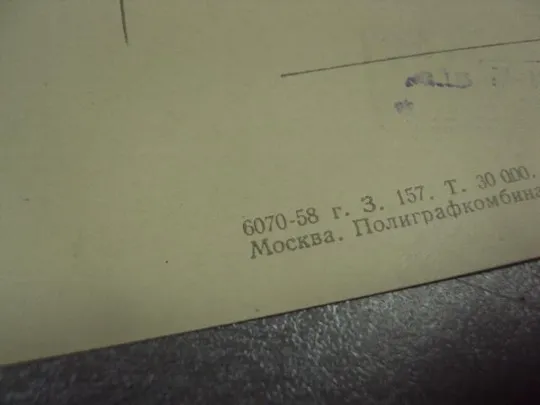 6070-58 г. З. 157. Т. 30 000.
Москва. Полиграфкомбина